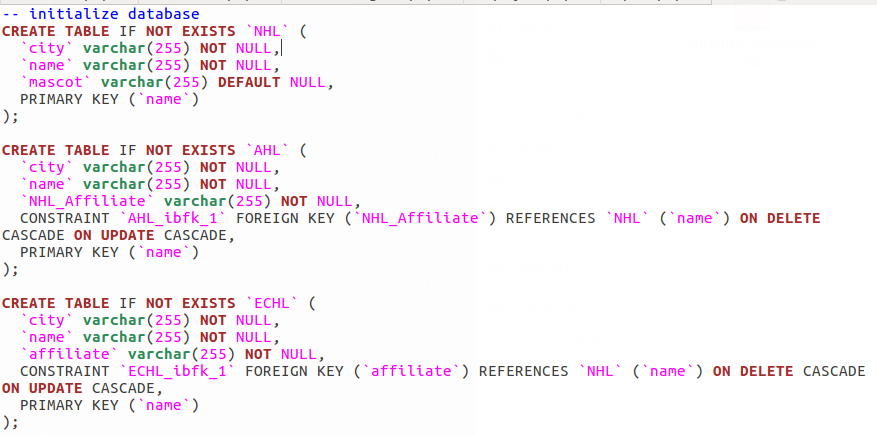 -- initialize database
CREATE TABLE IF NOT EXISTS `NHL` (
  `city` varchar(255) NOT NULL,
  `name` varchar(255) NOT NULL,
  `mascot` varchar(255) DEFAULT NULL,
  PRIMARY KEY (`name`)
);

CREATE TABLE IF NOT EXISTS `AHL` (
  `city` varchar(255) NOT NULL,
  `name` varchar(255) NOT NULL,
  `NHL_Affiliate` varchar(255) NOT NULL,
  CONSTRAINT `AHL_ibfk_1` FOREIGN KEY (`NHL_Affiliate`) REFERENCES `NHL` (`name`) ON DELETE
CASCADE ON UPDATE CASCADE,
  PRIMARY KEY (`name`)
);

CREATE TABLE IF NOT EXISTS `ECHL` (
  `city` varchar(255) NOT NULL,
  `name` varchar(255) NOT NULL,
  `affiliate` varchar(255) NOT NULL,
  CONSTRAINT `ECHL_ibfk_1` FOREIGN KEY (`affiliate`) REFERENCES `NHL` (`name`) ON DELETE CASCADE
ON UPDATE CASCADE,
  PRIMARY KEY (`name`)
);